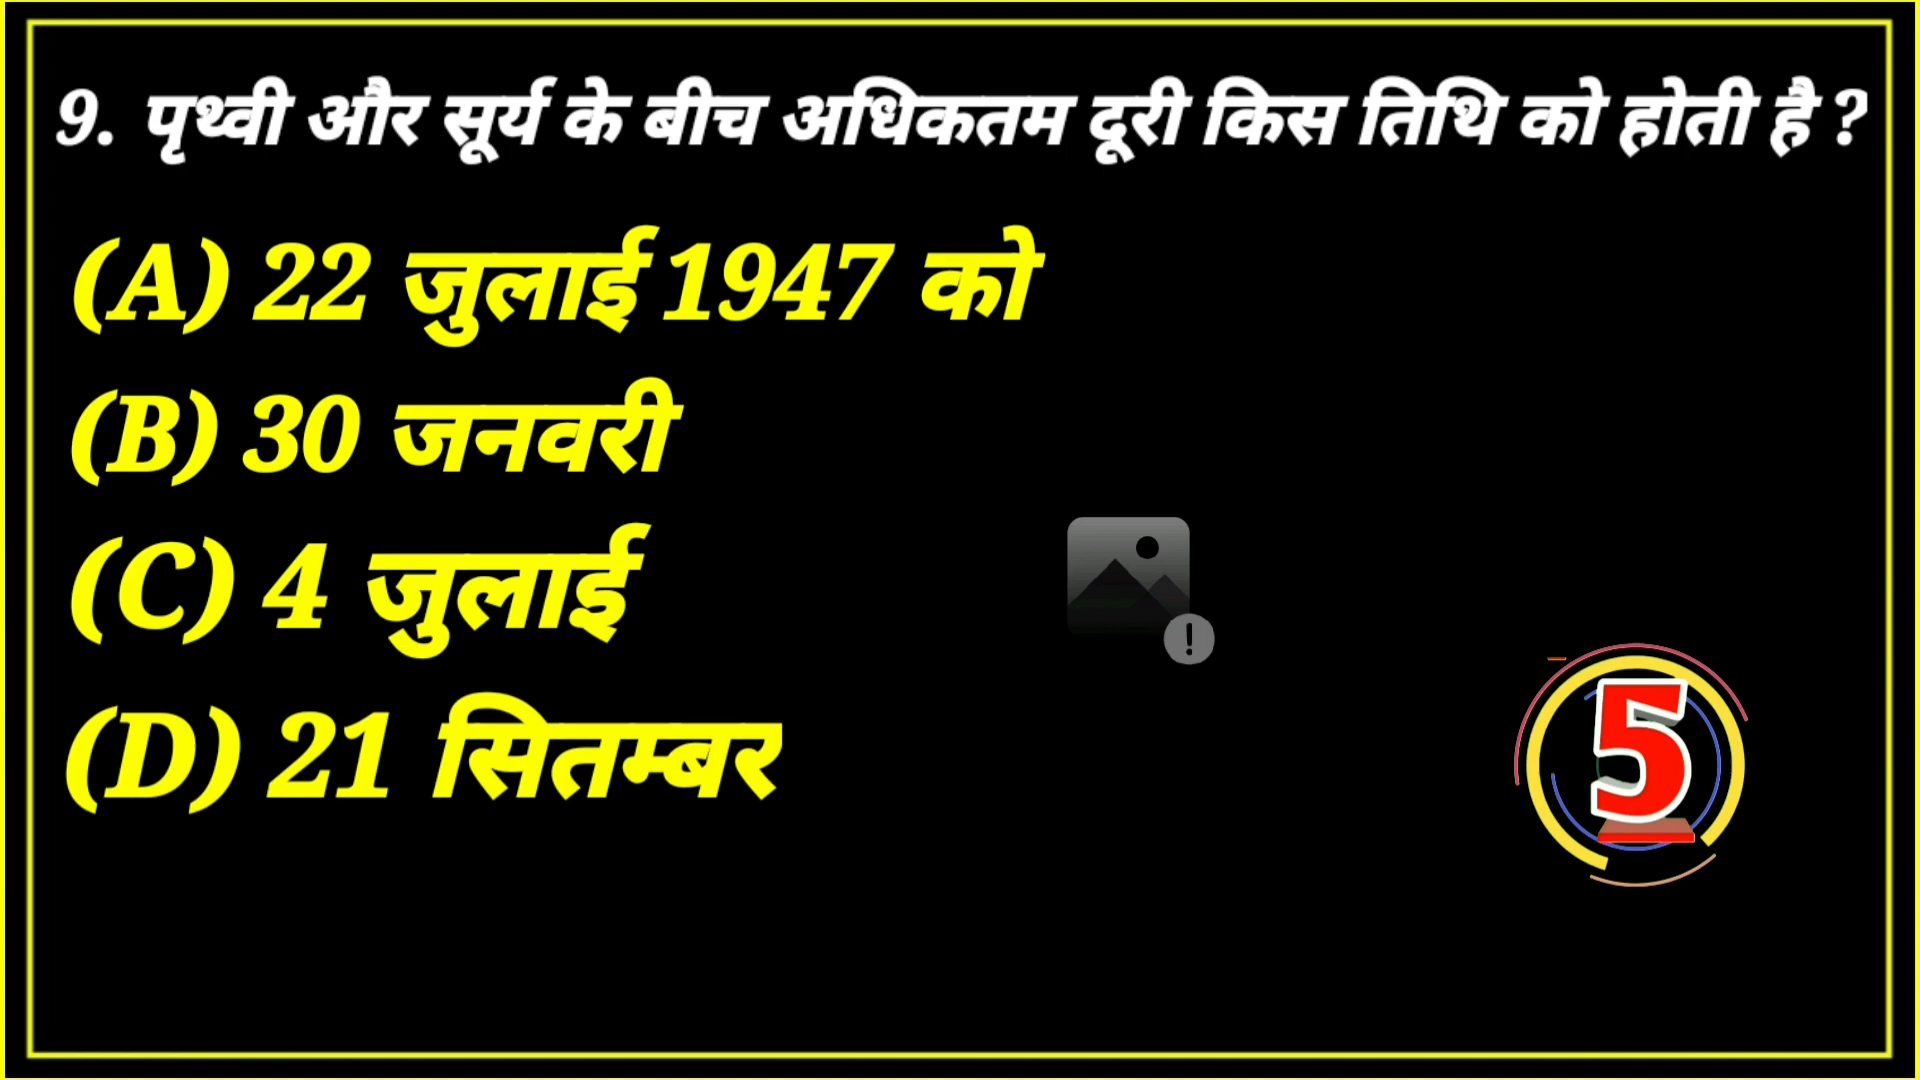 9. पृथ्वी और सूर्य के बीच अधिकतम दूरी किस तिथि को होती है ?
(A) 22 जुलाई 1947 को
(B) 30 जनवरी
(C) 4 जुलाई
(D) 21 सितम्बर
5